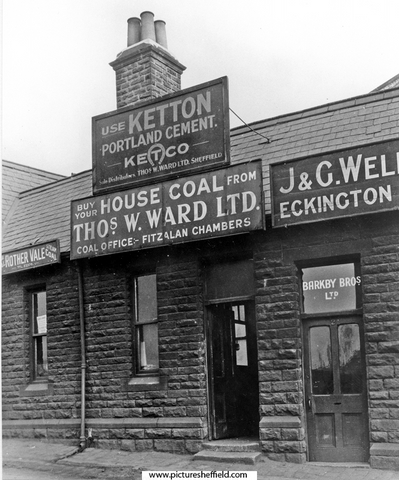 USE KETTON
PORTLAND CEMENT.
KETCO
Sole Distributors, THOS W. WARD LTD. SHEFFIELD
BUY YOUR HOUSE COAL FROM
THOS W. WARD LTD.
COAL OFFICE:- FITZALAN CHAMBERS
J & G. WELL
ECKINGTON
ROTHER VALE
BARKBY BROS
LTD
www.picturesheffield.com